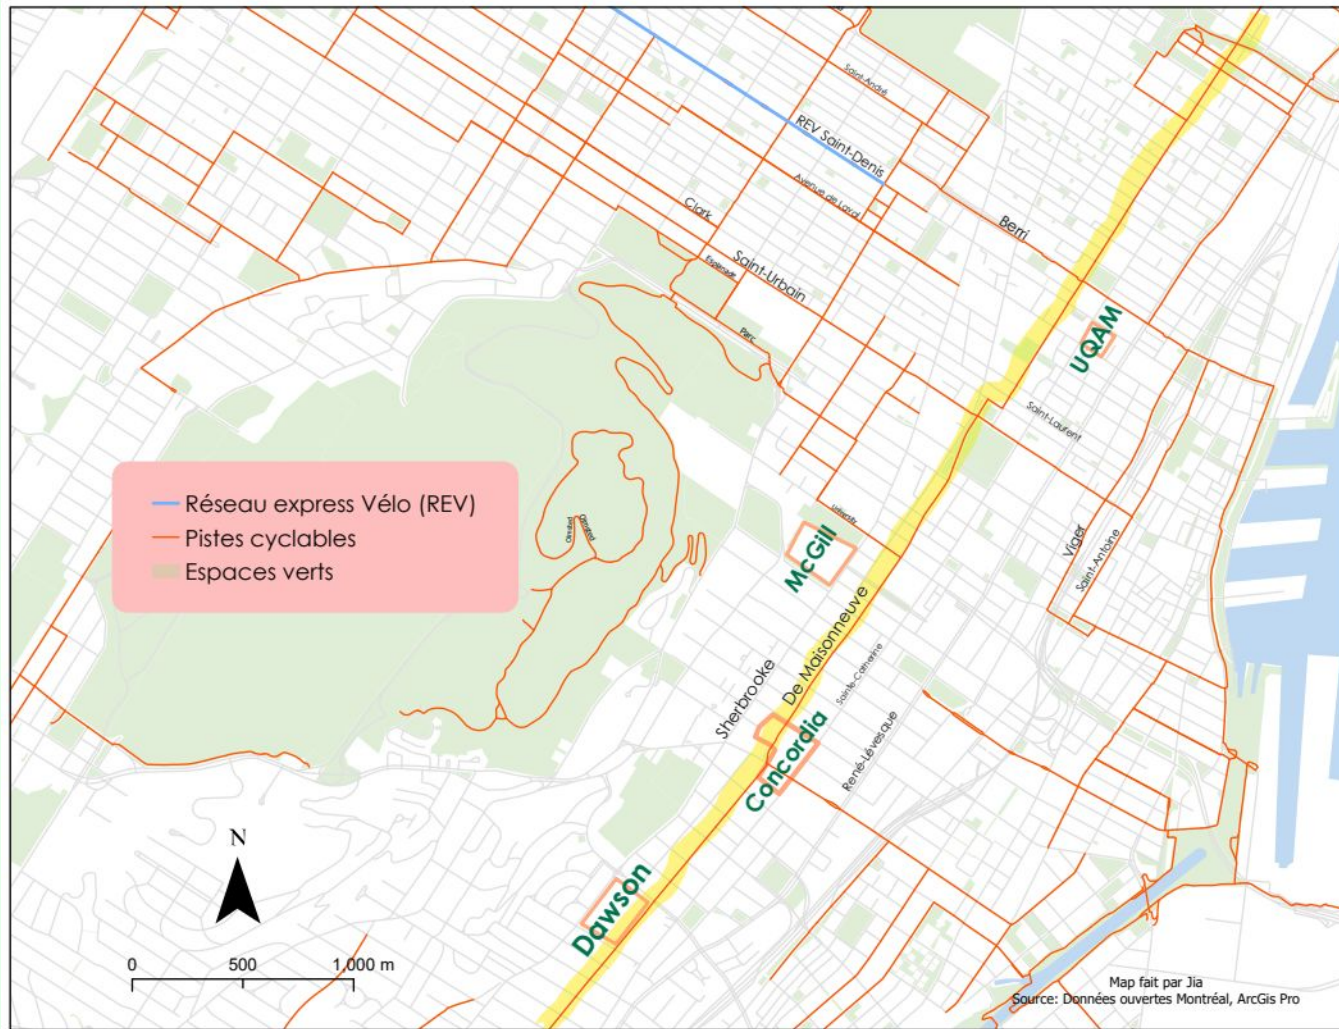 Saint-André
REV Saint-Denis
Avenue de Laval
Clark
Berri
Saint-Urbain
Esplanade
Parc
UQAM
Saint-Laurent
Réseau express Vélo (REV)
Pistes cyclables
Espaces verts
Olmsted
Olmsted
University
McGill
Viger
Saint-Antoine
De Maisonneuve
Sherbrooke
Sainte-Catherine
Concordia
René-Lévesque
N
Dawson
0 500 1,000 m
Map fait par Jia
Source: Données ouvertes Montréal, ArcGis Pro